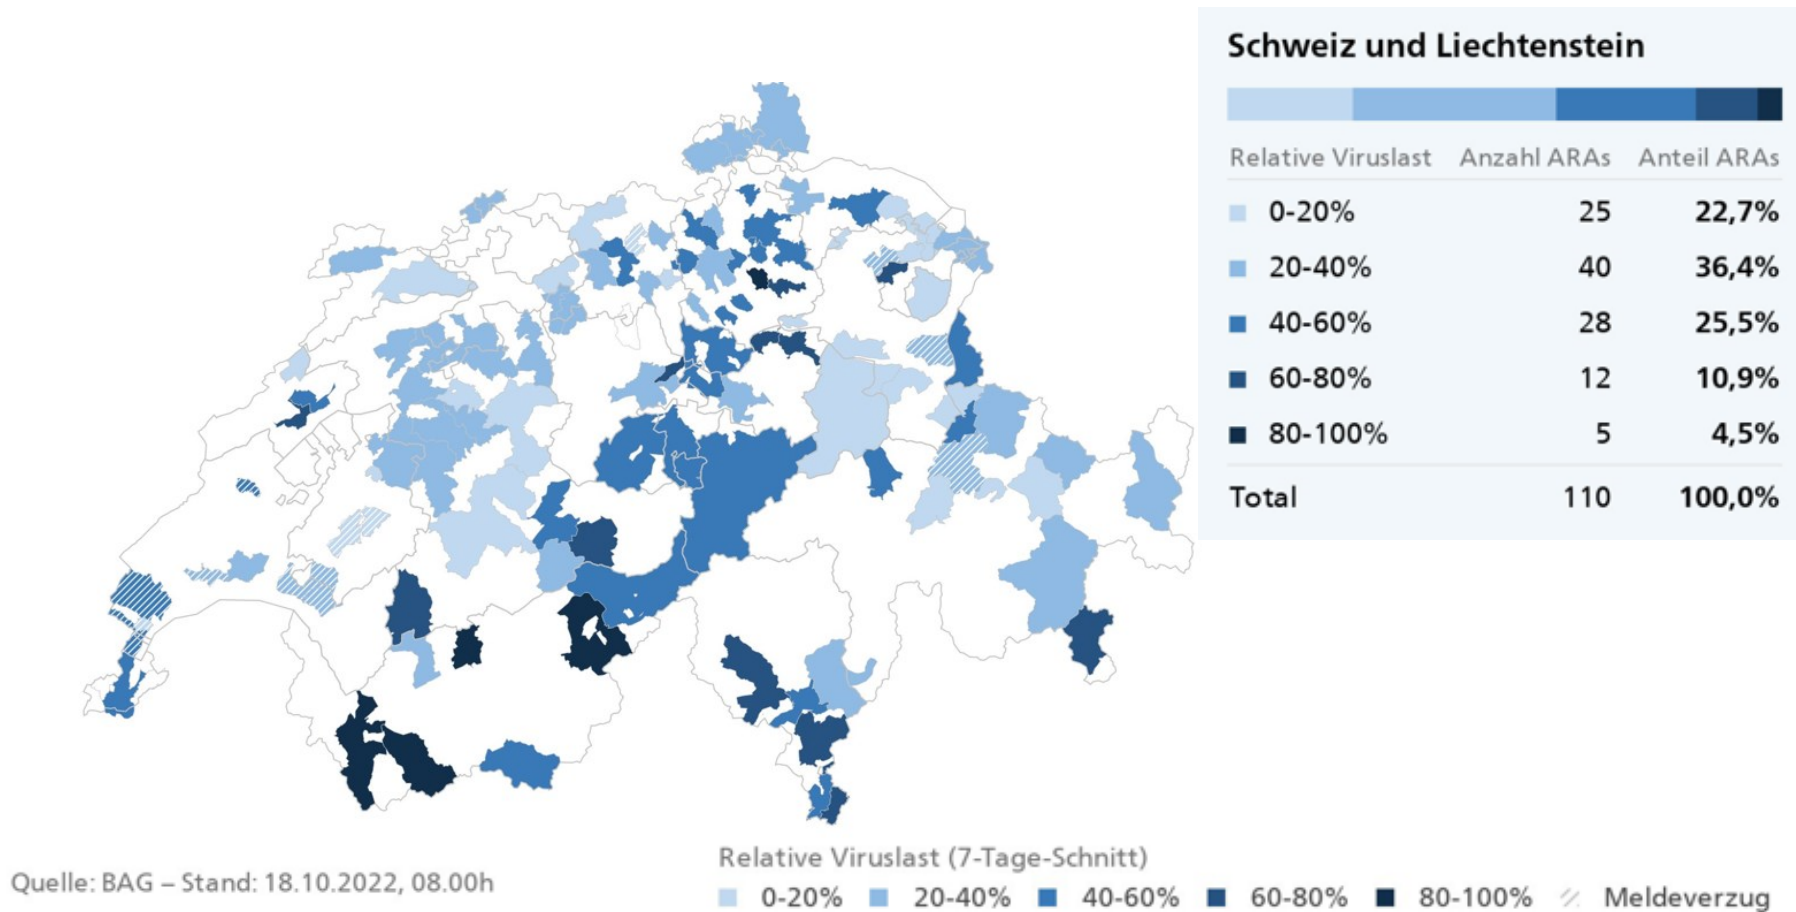 Schweiz und Liechtenstein
Relative Viruslast Anzahl ARAs Anteil ARAs
0-20% 25 22,7%
20-40% 40 36,4%
40-60% 28 25,5%
60-80% 12 10,9%
80-100% 5 4,5%
Total 110 100,0%
Relative Viruslast (7-Tage-Schnitt)
Quelle: BAG – Stand: 18.10.2022, 08.00h
0-20% 20-40% 40-60% 60-80% 80-100% Meldeverzug